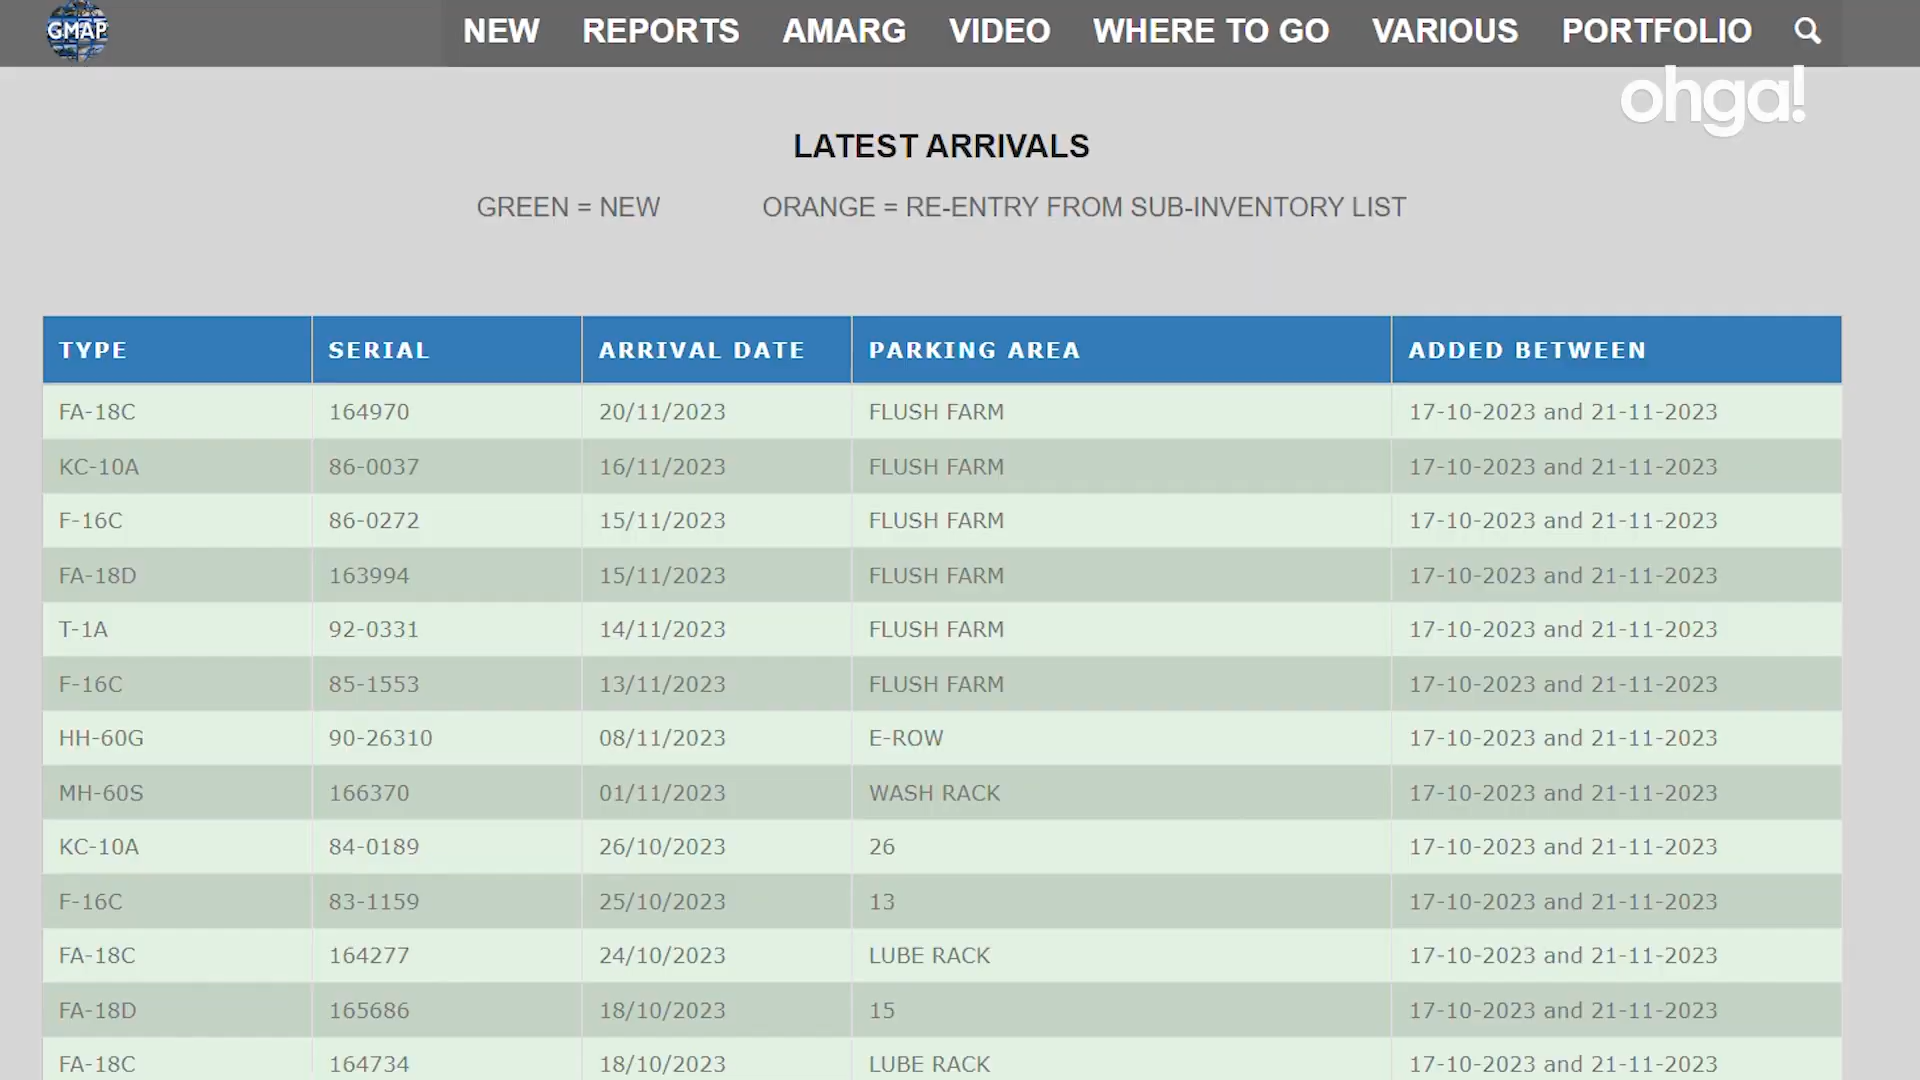 GMAP NEW REPORTS AMARG VIDEO WHERE TO GO VARIOUS PORTFOLIO
ohga!
LATEST ARRIVALS
GREEN = NEW ORANGE = RE-ENTRY FROM SUB-INVENTORY LIST
TYPE SERIAL ARRIVAL DATE PARKING AREA ADDED BETWEEN
FA-18C 164970 20/11/2023 FLUSH FARM 17-10-2023 and 21-11-2023
KC-10A 86-0037 16/11/2023 FLUSH FARM 17-10-2023 and 21-11-2023
F-16C 86-0272 15/11/2023 FLUSH FARM 17-10-2023 and 21-11-2023
FA-18D 163994 15/11/2023 FLUSH FARM 17-10-2023 and 21-11-2023
T-1A 92-0331 14/11/2023 FLUSH FARM 17-10-2023 and 21-11-2023
F-16C 85-1553 13/11/2023 FLUSH FARM 17-10-2023 and 21-11-2023
HH-60G 90-26310 08/11/2023 E-ROW 17-10-2023 and 21-11-2023
MH-60S 166370 01/11/2023 WASH RACK 17-10-2023 and 21-11-2023
KC-10A 84-0189 26/10/2023 26 17-10-2023 and 21-11-2023
F-16C 83-1159 25/10/2023 13 17-10-2023 and 21-11-2023
FA-18C 164277 24/10/2023 LUBE RACK 17-10-2023 and 21-11-2023
FA-18D 165686 18/10/2023 15 17-10-2023 and 21-11-2023
FA-18C 164734 18/10/2023 LUBE RACK 17-10-2023 and 21-11-2023